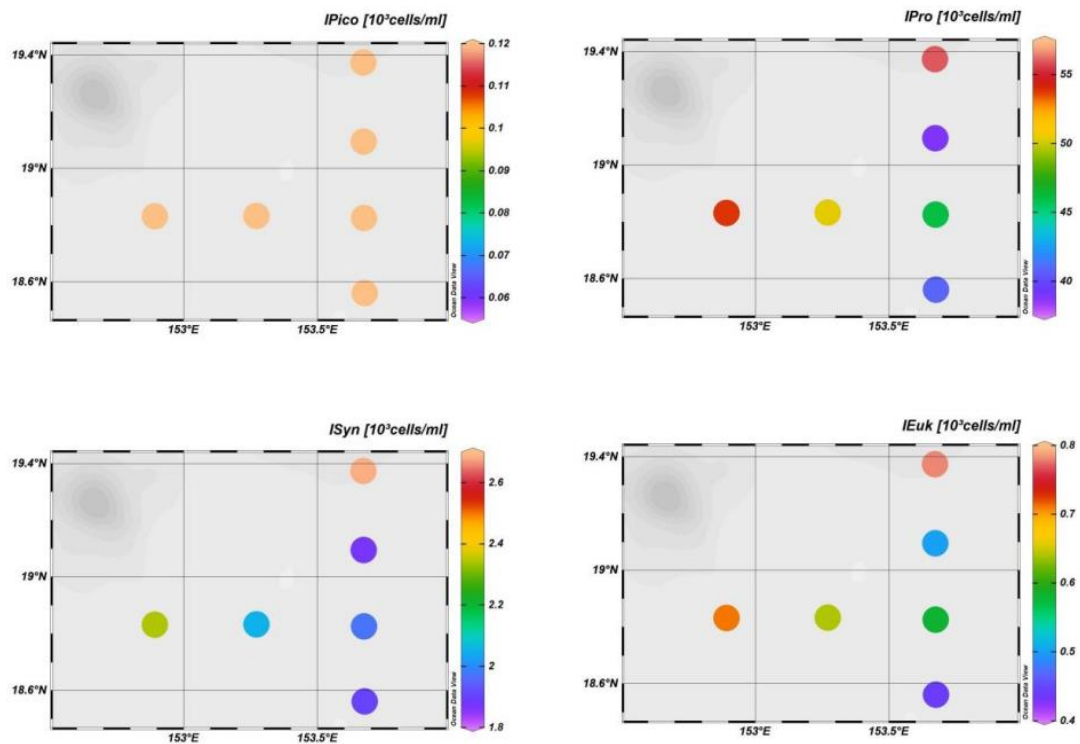 IPico [10³cells/ml]
19.4°N
19°N
18.6°N
153°E
153.5°E
0.12
0.11
0.1
0.09
0.08
0.07
0.06
Ocean Data View
IPro [10³cells/ml]
19.4°N
19°N
18.6°N
153°E
153.5°E
55
50
45
40
Ocean Data View
ISyn [10³cells/ml]
19.4°N
19°N
18.6°N
153°E
153.5°E
2.6
2.4
2.2
2
1.8
Ocean Data View
IEuk [10³cells/ml]
19.4°N
19°N
18.6°N
153°E
153.5°E
0.8
0.7
0.6
0.5
0.4
Ocean Data View